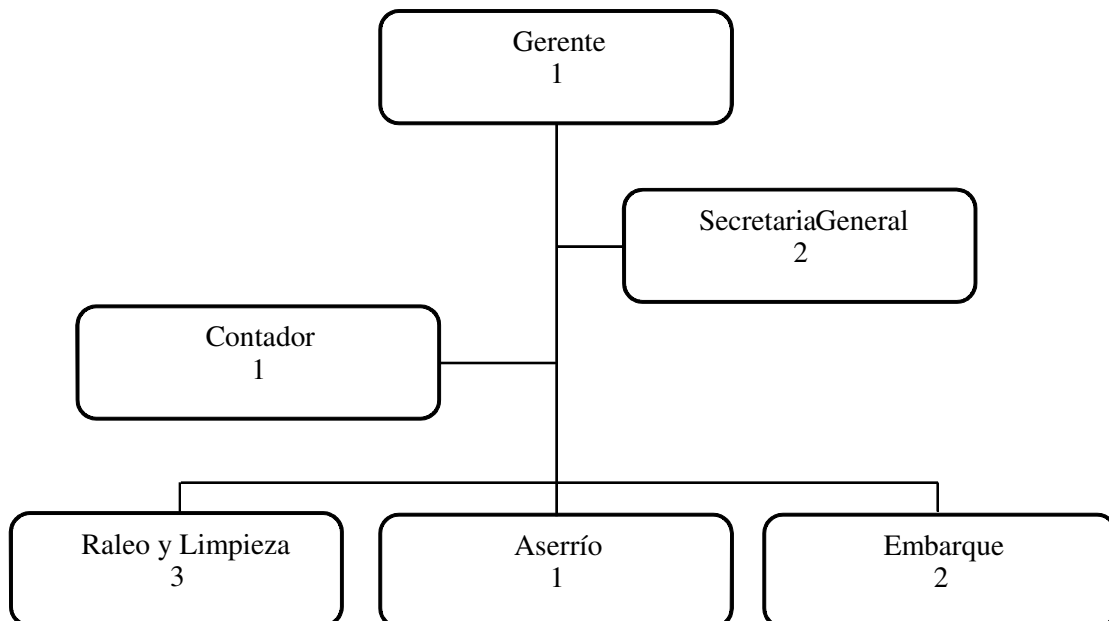 Gerente
1
SecretariaGeneral
2
Contador
1
Raleo y Limpieza
3
Aserrío
1
Embarque
2